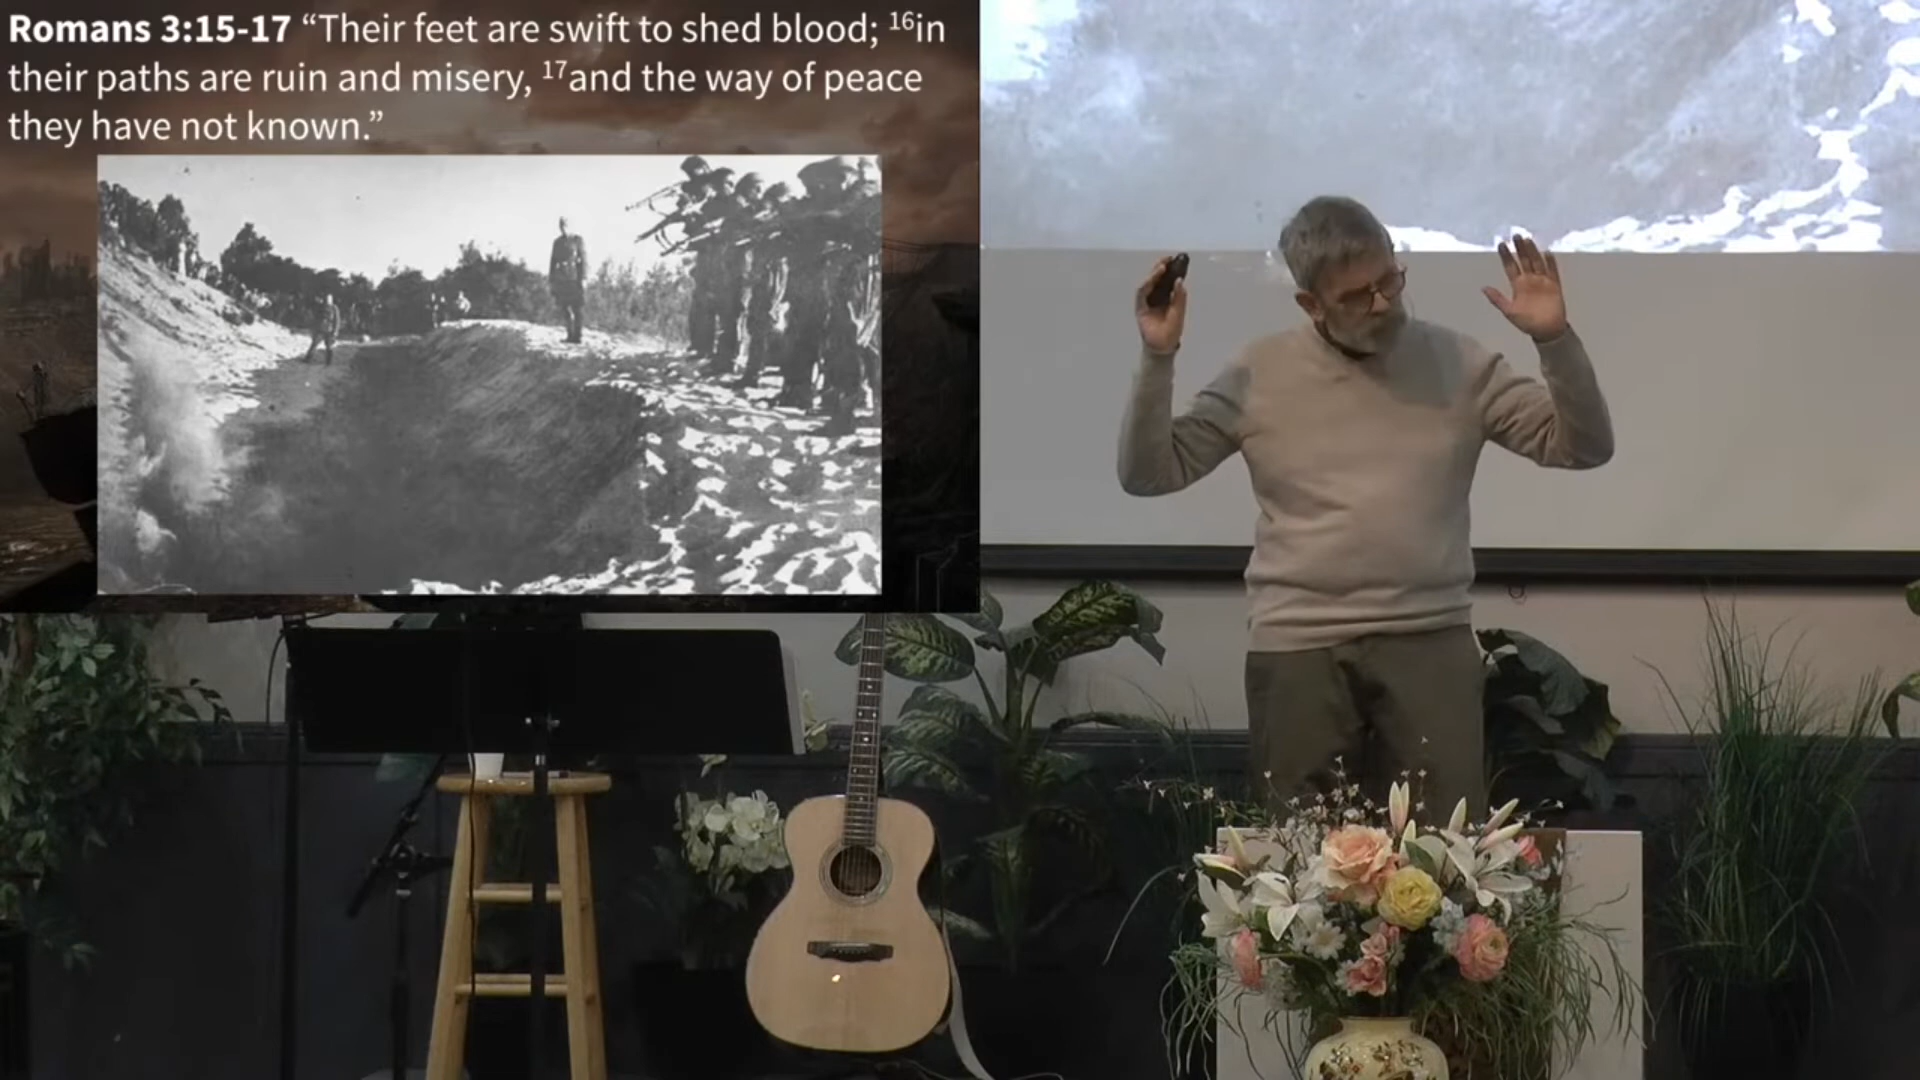 Romans 3:15-17 “Their feet are swift to shed blood; 16in
their paths are ruin and misery, 17and the way of peace
they have not known.”